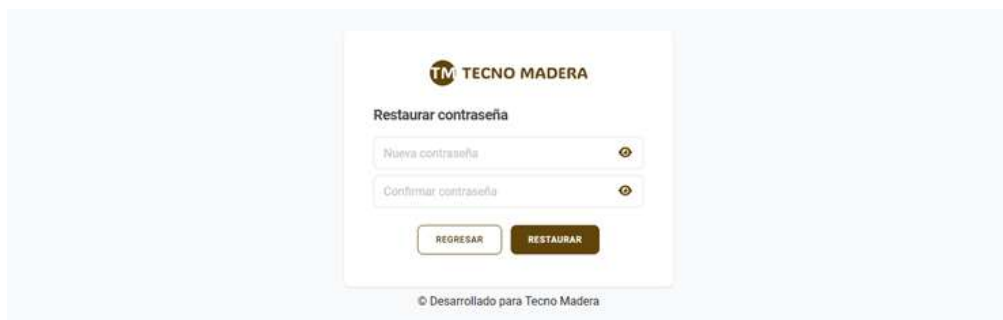 TM TECNO MADERA
Restaurar contraseña
Nueva contraseña
Confirmar contraseña
REGRESAR RESTAURAR
© Desarrollado para Tecno Madera